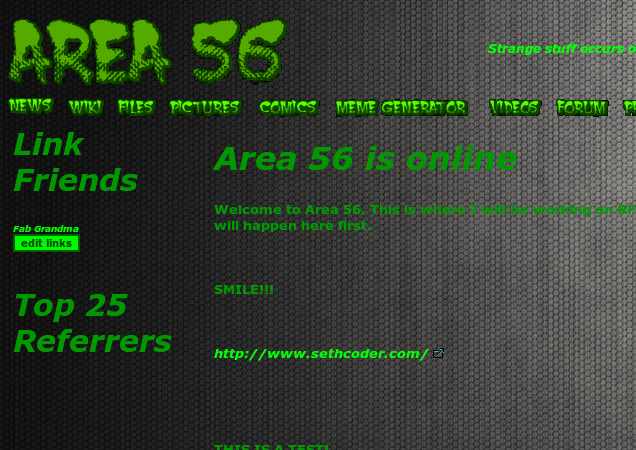 AREA 56
Strange stuff occurs
NEWS WIKI FILES PICTURES COMICS MEME GENERATOR VIDEOS FORUM
Link
Friends
Fab Grandma
edit links
Top 25
Referrers
Area 56 is online
Welcome to Area 56. This is where I will be working on
will happen here first.
SMILE!!!
http://www.sethcoder.com/
THIS IS A TEST!